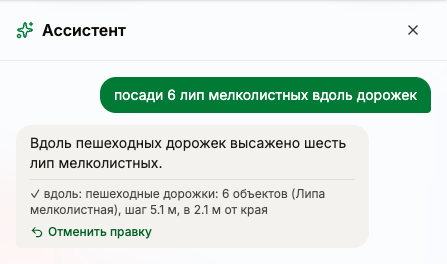 Ассистент
посади 6 лип мелколистных вдоль дорожек
Вдоль пешеходных дорожек высажено шесть
лип мелколистных.
✓ вдоль: пешеходные дорожки: 6 объектов (Липа
мелколистная), шаг 5.1 м, в 2.1 м от края
Отменить правку